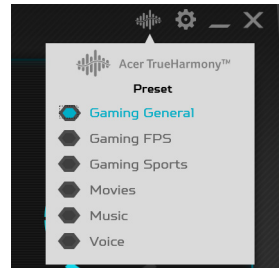 Acer TrueHarmony™
Preset
Gaming General
Gaming FPS
Gaming Sports
Movies
Music
Voice